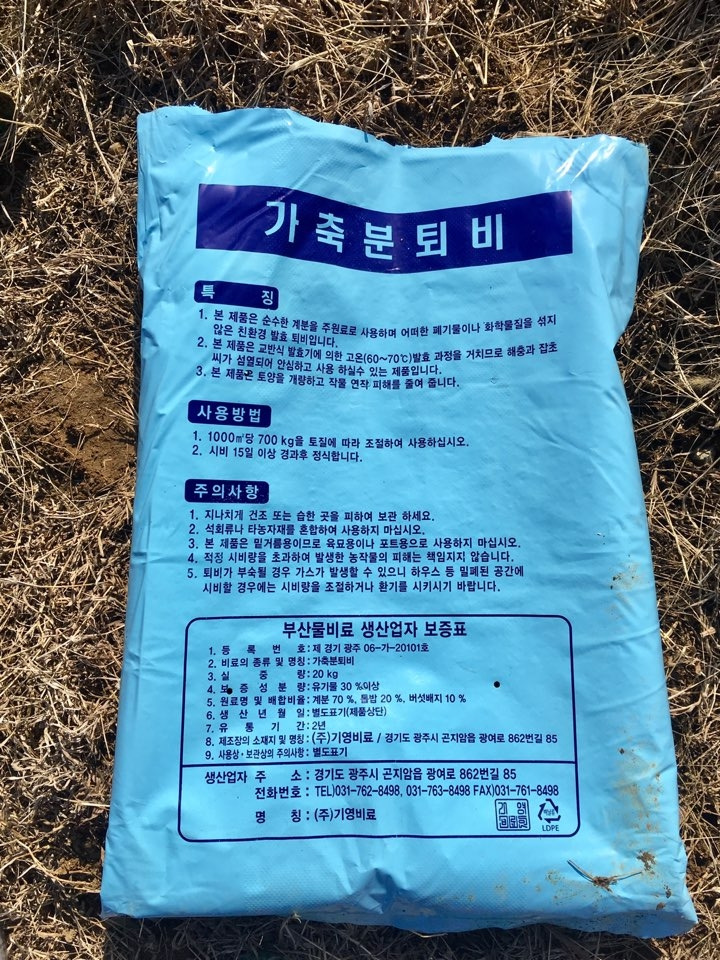 가축분퇴비
특 징
1. 본 제품은 순수한 계분을 주원료로 사용하며 어떠한 폐기물이나 화학물질을 섞지
않은 친환경 발효 퇴비입니다.
2. 본 제품은 교반식 발효기에 의한 고온(60~70℃)발효 과정을 거치므로 해충과 잡초
씨가 섬멸되어 안심하고 사용 하실수 있는 제품입니다.
3. 본 제품은 토양을 개량하고 작물 연작 피해를 줄여 줍니다.
사용방법
1. 1000㎡당 700 kg을 토질에 따라 조절하여 사용하십시오.
2. 시비 15일 이상 경과후 정식합니다.
주의사항
1. 지나치게 건조 또는 습한 곳을 피하여 보관 하세요.
2. 석회류나 타농자재를 혼합하여 사용하지 마십시오.
3. 본 제품은 밑거름용이므로 육묘용이나 포트용으로 사용하지 마십시오.
4. 적정 시비량을 초과하여 발생한 농작물의 피해는 책임지지 않습니다.
5. 퇴비가 부숙될 경우 가스가 발생할 수 있으니 하우스 등 밀폐된 공간에
시비할 경우에는 시비량을 조절하거나 환기를 시키시기 바랍니다.
부산물비료 생산업자 보증표
1. 등 록 번 호 : 제 경기 광주 06-가-20101호
2. 비료의 종류 및 명칭 : 가축분퇴비
3. 실 중 량 : 20 kg
4. 보 증 성 분 량 : 유기물 30 %이상
5. 원료명 및 배합비율 : 계분 70 %, 톱밥 20 %, 버섯배지 10 %
6. 생 산 년 월 일 : 별도표기(제품상단)
7. 유 통 기 간 : 2년
8. 제조장의 소재지 및 명칭 : (주)기영비료 / 경기도 광주시 곤지암읍 광여로 862번길 85
9. 사용상·보관상의 주의사항 : 별도표기
생산업자 주 소 : 경기도 광주시 곤지암읍 광여로 862번길 85
전화번호 : TEL)031-762-8498, 031-763-8498 FAX)031-761-8498
명 칭 : (주)기영비료
LDPE